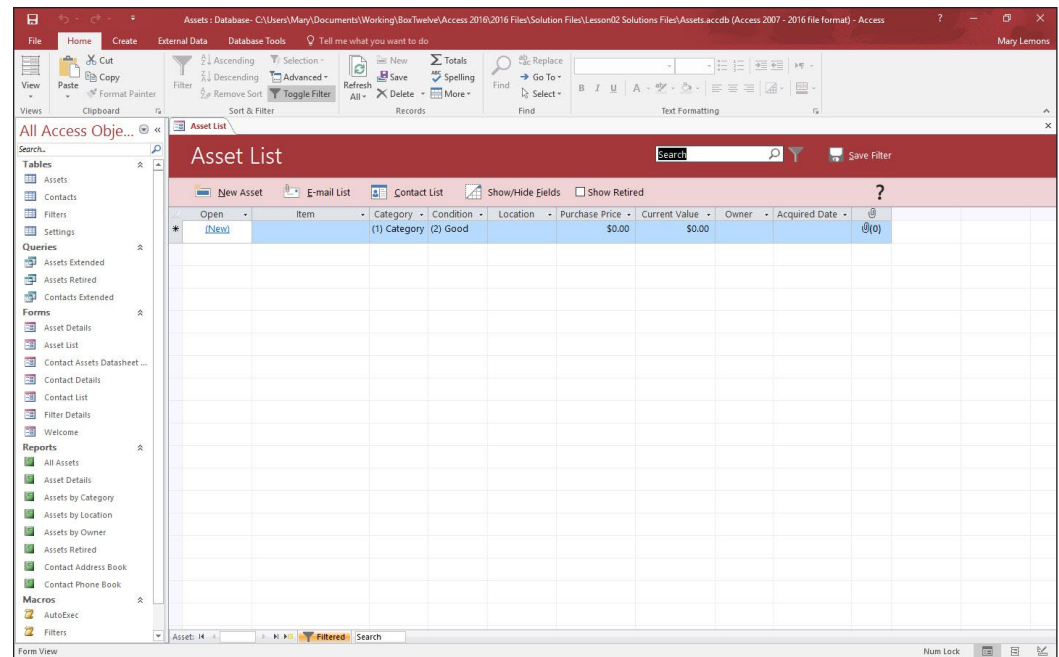 Assets : Database- C:\Users\Mary\Documents\Working\BoxTwelve\Access 2016\2016 Files\Solution Files\Lesson02 Solutions Files\Assets.accdb (Access 2007 - 2016 file format) - Access ?
File Home Create External Data Database Tools Tell me what you want to do Mary Lemons
View Paste Cut Copy Format Painter
Filter Ascending Descending Remove Sort Selection Advanced Toggle Filter
Refresh All New Save Delete Totals Spelling More
Find Replace Go To Select
B I U A
Views Clipboard Sort & Filter Records Find Text Formatting
All Access Obje...
Search...
Tables
Assets
Contacts
Filters
Settings
Queries
Assets Extended
Assets Retired
Contacts Extended
Forms
Asset Details
Asset List
Contact Assets Datasheet ...
Contact Details
Contact List
Filter Details
Welcome
Reports
All Assets
Asset Details
Assets by Category
Assets by Location
Assets by Owner
Assets Retired
Contact Address Book
Contact Phone Book
Macros
AutoExec
Filters
Asset List
Asset List Search Save Filter
New Asset E-mail List Contact List Show/Hide Fields Show Retired ?
Open Item Category Condition Location Purchase Price Current Value Owner Acquired Date
(New) (1) Category (2) Good $0.00 $0.00 (0)
Asset: Filtered Search
Form View Num Lock